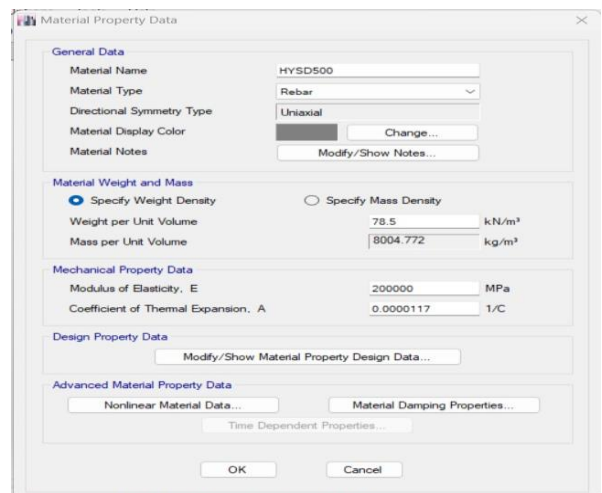 Material Property Data
General Data
Material Name HYSD500
Material Type Rebar
Directional Symmetry Type Uniaxial
Material Display Color Change...
Material Notes Modify/Show Notes...
Material Weight and Mass
Specify Weight Density Specify Mass Density
Weight per Unit Volume 78.5 kN/m³
Mass per Unit Volume 8004.772 kg/m³
Mechanical Property Data
Modulus of Elasticity, E 200000 MPa
Coefficient of Thermal Expansion, A 0.0000117 1/C
Design Property Data
Modify/Show Material Property Design Data...
Advanced Material Property Data
Nonlinear Material Data... Material Damping Properties...
Time Dependent Properties...
OK Cancel